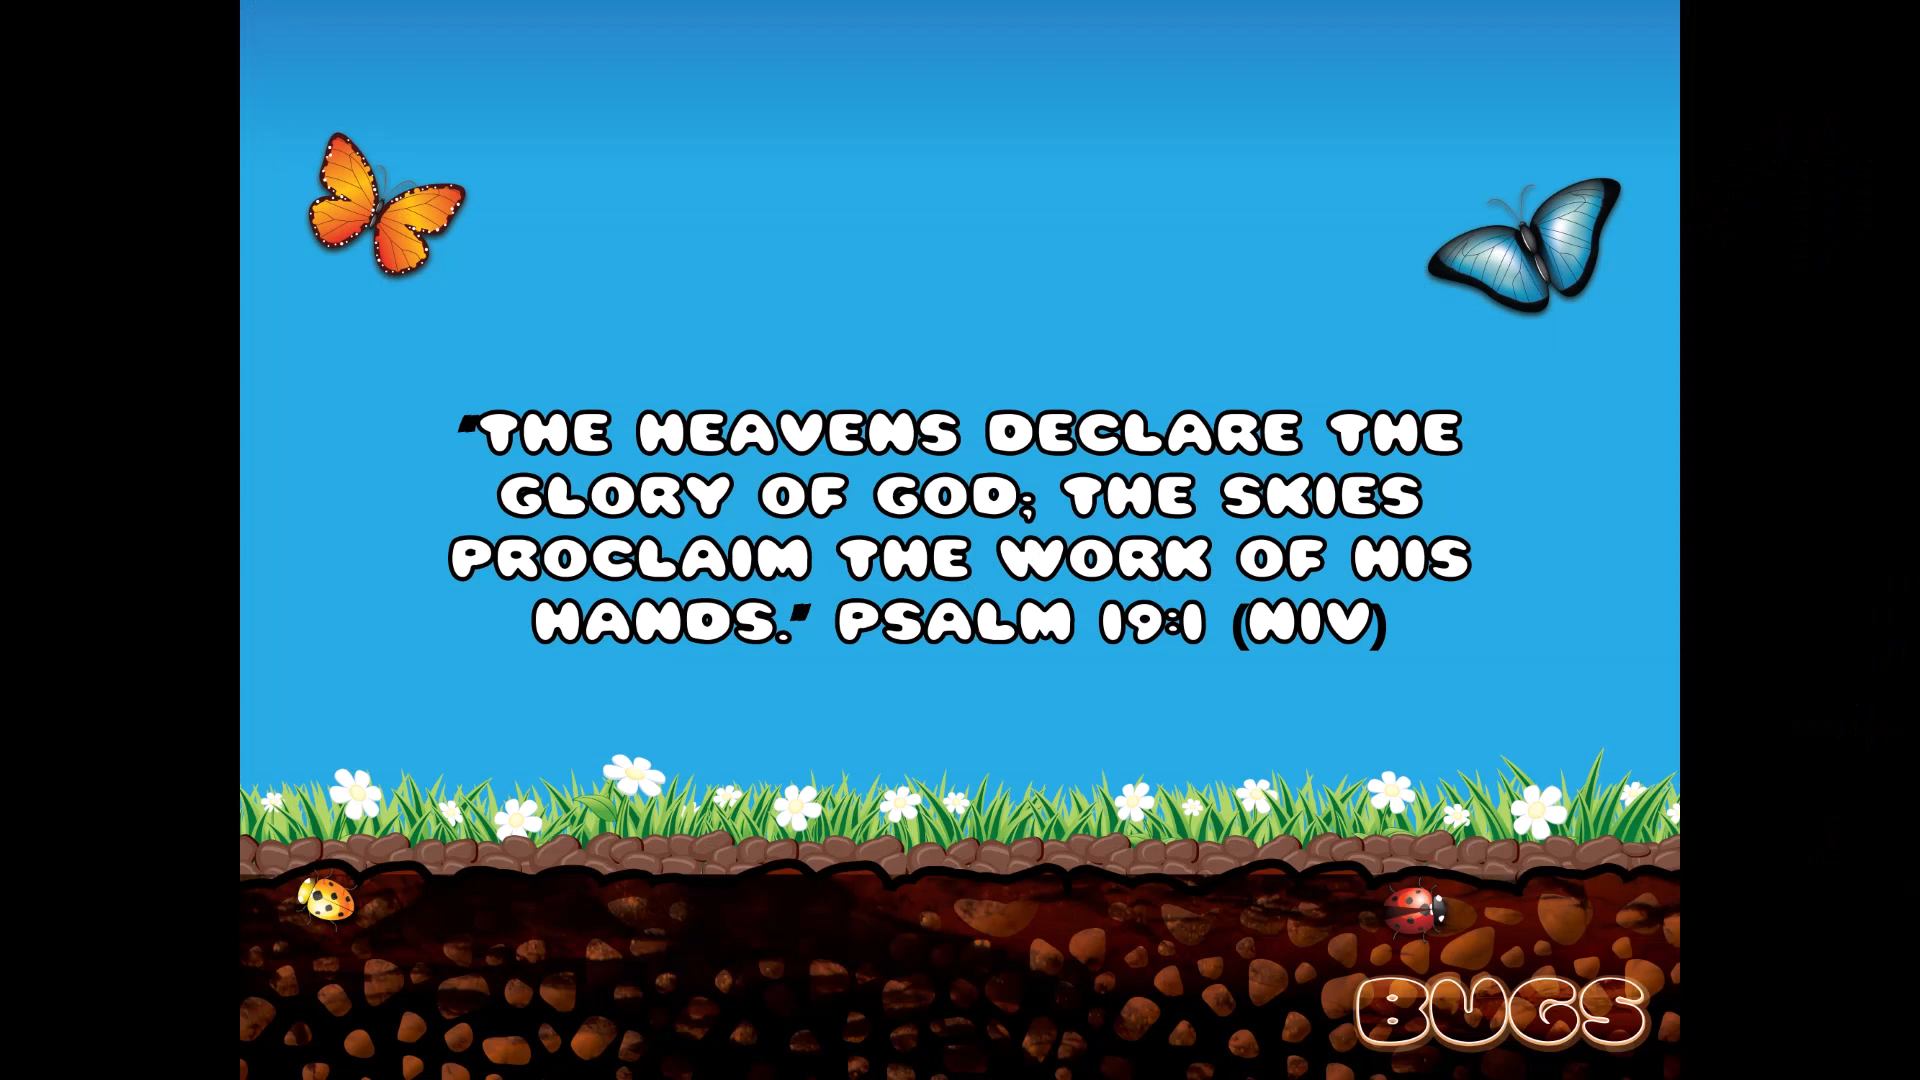 "THE HEAVENS DECLARE THE
GLORY OF GOD; THE SKIES
PROCLAIM THE WORK OF HIS
HANDS." PSALM 19:1 (NIV)
BUGS